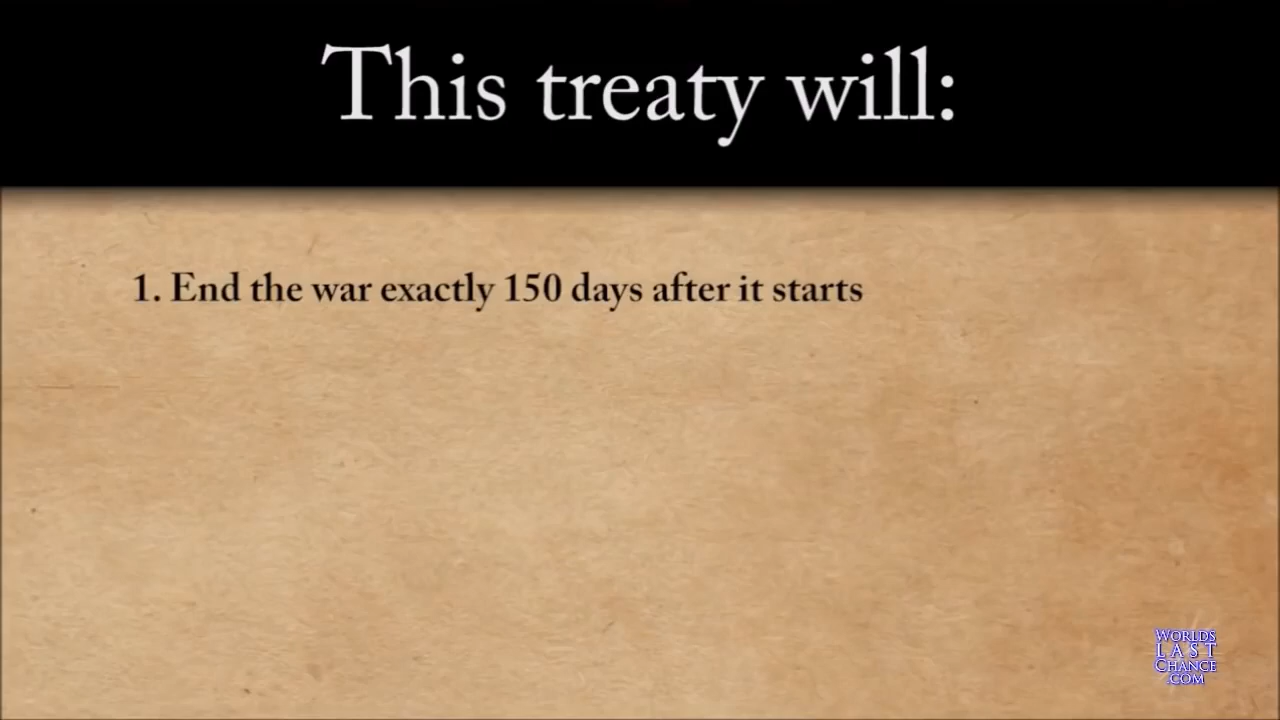 This treaty will:
1. End the war exactly 150 days after it starts
WORLDS
LAST
CHANCE
.COM